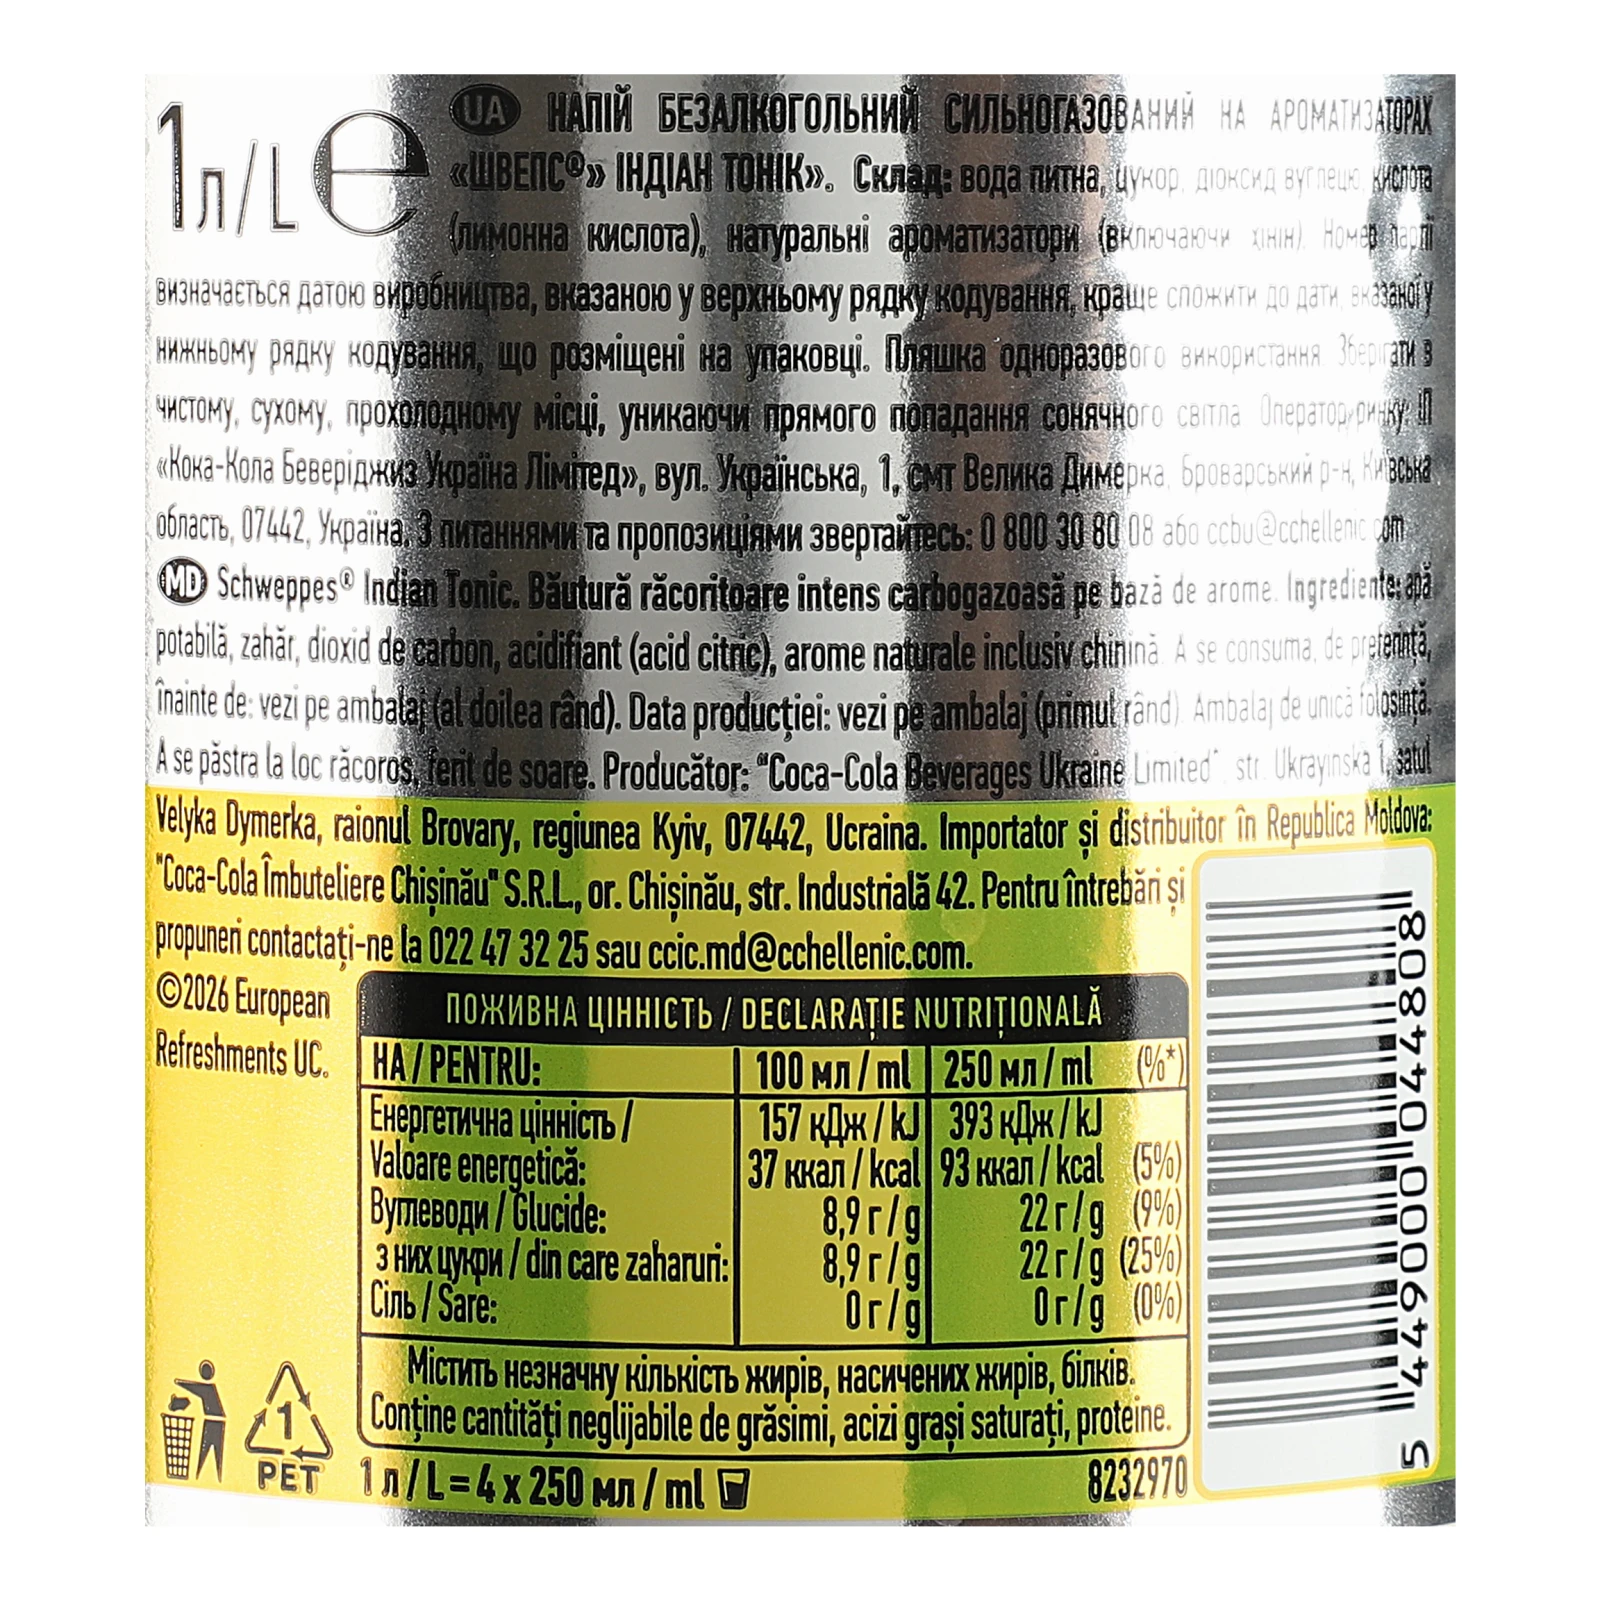 1л/L e
UA НАПІЙ БЕЗАЛКОГОЛЬНИЙ СИЛЬНОГАЗОВАНИЙ НА АРОМАТИЗАТОРАХ
«ШВЕПС®» ІНДІАН ТОНІК». Склад: вода питна, цукор, діоксид вуглецю, кислота
(лимонна кислота), натуральні ароматизатори (включаючи хінін). Номер партії
визначається датою виробництва, вказаною у верхньому рядку кодування, краще спожити до дати, вказаної у
нижньому рядку кодування, що розміщені на упаковці. Пляшка одноразового використання. Зберігати в
чистому, сухому, прохолодному місці, уникаючи прямого попадання сонячного світла. Оператор ринку: ІП
«Кока-Кола Беверіджиз Україна Лімітед», вул. Українська, 1, смт Велика Димерка, Броварський р-н, Київська
область, 07442, Україна. З питаннями та пропозиціями звертайтесь: 0 800 30 80 08 або ccbu@cchellenic.com
MD Schweppes® Indian Tonic. Băutură răcoritoare intens carbogazoasă pe bază de arome. Ingrediente: apă
potabilă, zahăr, dioxid de carbon, acidifiant (acid citric), arome naturale inclusiv chinină. A se consuma, de preferință,
înainte de: vezi pe ambalaj (al doilea rând). Data producției: vezi pe ambalaj (primul rând). Ambalaj de unică folosință.
A se păstra la loc răcoros, ferit de soare. Producător: "Coca-Cola Beverages Ukraine Limited", str. Ukrayinska 1, satul
Velyka Dymerka, raionul Brovary, regiunea Kyiv, 07442, Ucraina. Importator și distribuitor în Republica Moldova:
"Coca-Cola Îmbuteliere Chișinău" S.R.L., or. Chișinău, str. Industrială 42. Pentru întrebări și
propuneri contactați-ne la 022 47 32 25 sau ccic.md@cchellenic.com.
©2026 European
Refreshments UC.
ПОЖИВНА ЦІННІСТЬ / DECLARAȚIE NUTRIȚIONALĂ
НА / PENTRU: 100 мл / ml 250 мл / ml (%*)
Енергетична цінність / 157 кДж / kJ 393 кДж / kJ
Valoare energetică: 37 ккал / kcal 93 ккал / kcal (5%)
Вуглеводи / Glucide: 8,9 г / g 22 г / g (9%)
з них цукри / din care zaharuri: 8,9 г / g 22 г / g (25%)
Сіль / Sare: 0 г / g 0 г / g (0%)
Містить незначну кількість жирів, насичених жирів, білків.
Conține cantități neglijabile de grăsimi, acizi grași saturați, proteine.
1 л / L = 4 x 250 мл / ml
8232970
1
PET
5 449000 044808